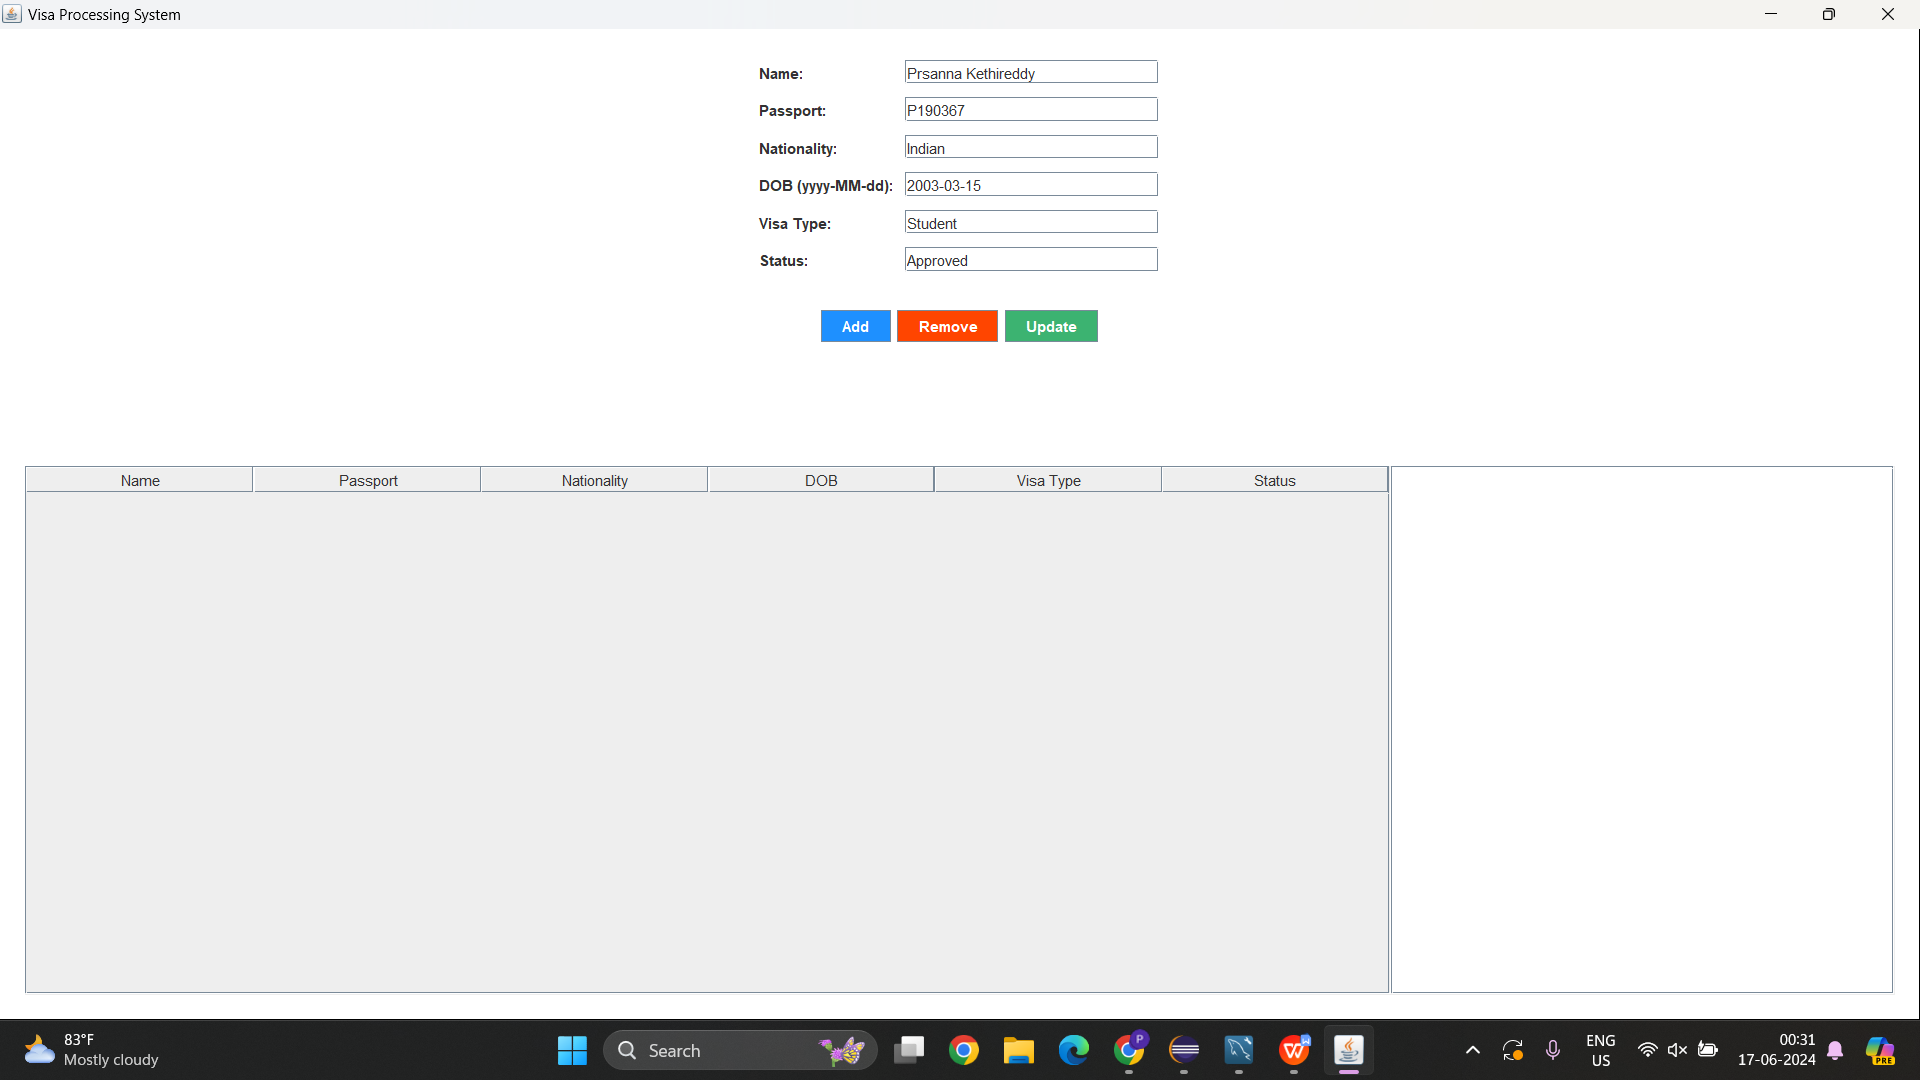 Visa Processing System
Name: Prsanna Kethireddy
Passport: P190367
Nationality: Indian
DOB (yyyy-MM-dd): 2003-03-15
Visa Type: Student
Status: Approved
Add Remove Update
Name Passport Nationality DOB Visa Type Status
83°F
Mostly cloudy
Search
P
W
ENG
US
00:31
17-06-2024
PRE